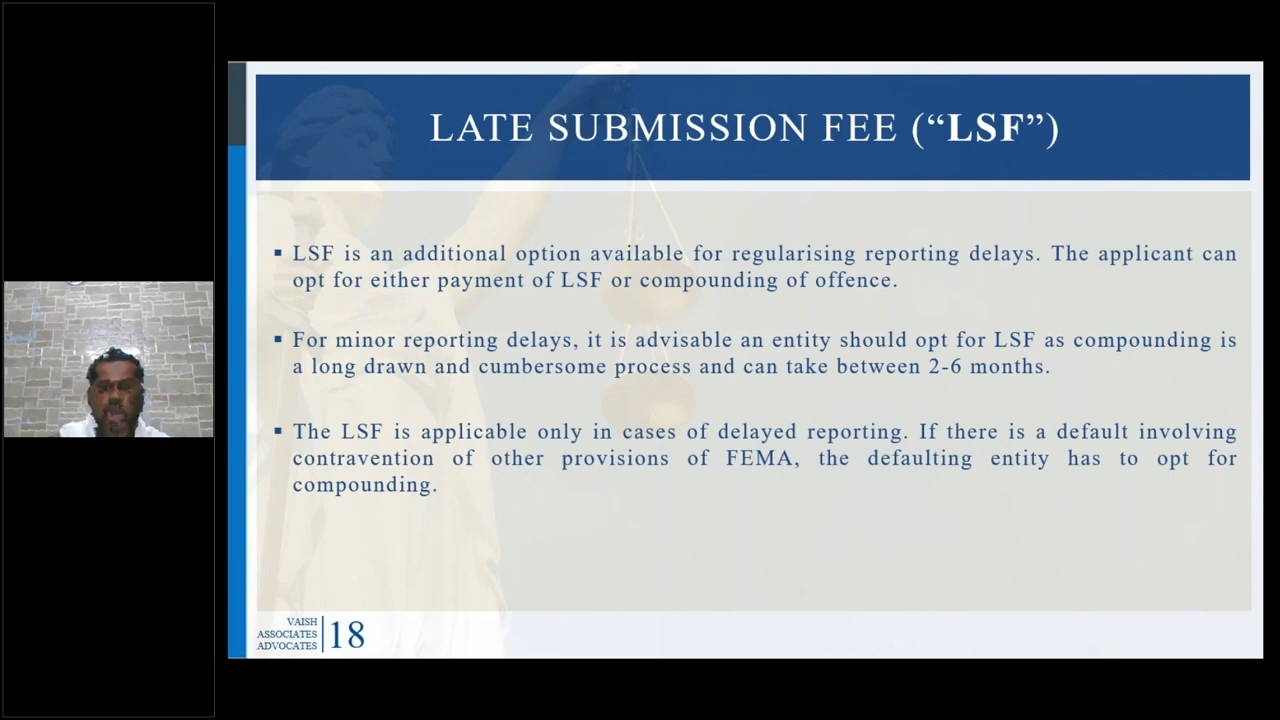 LATE SUBMISSION FEE (“LSF”)
▪ LSF is an additional option available for regularising reporting delays. The applicant can
opt for either payment of LSF or compounding of offence.
▪ For minor reporting delays, it is advisable an entity should opt for LSF as compounding is
a long drawn and cumbersome process and can take between 2-6 months.
▪ The LSF is applicable only in cases of delayed reporting. If there is a default involving
contravention of other provisions of FEMA, the defaulting entity has to opt for
compounding.
VAISH
ASSOCIATES
ADVOCATES
18